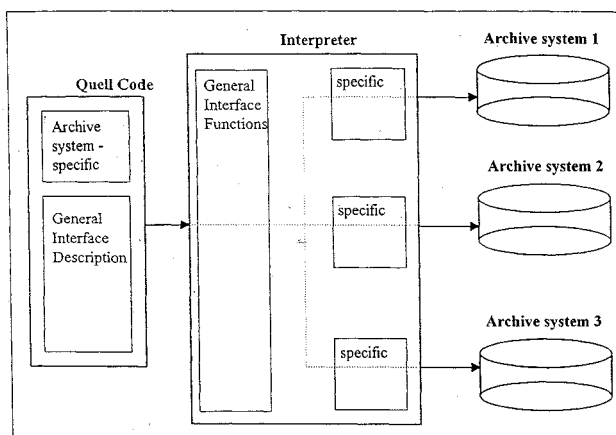 Quell Code
Archive
system -
specific
General
Interface
Description
Interpreter
General
Interface
Functions
specific
specific
specific
Archive system 1
Archive system 2
Archive system 3